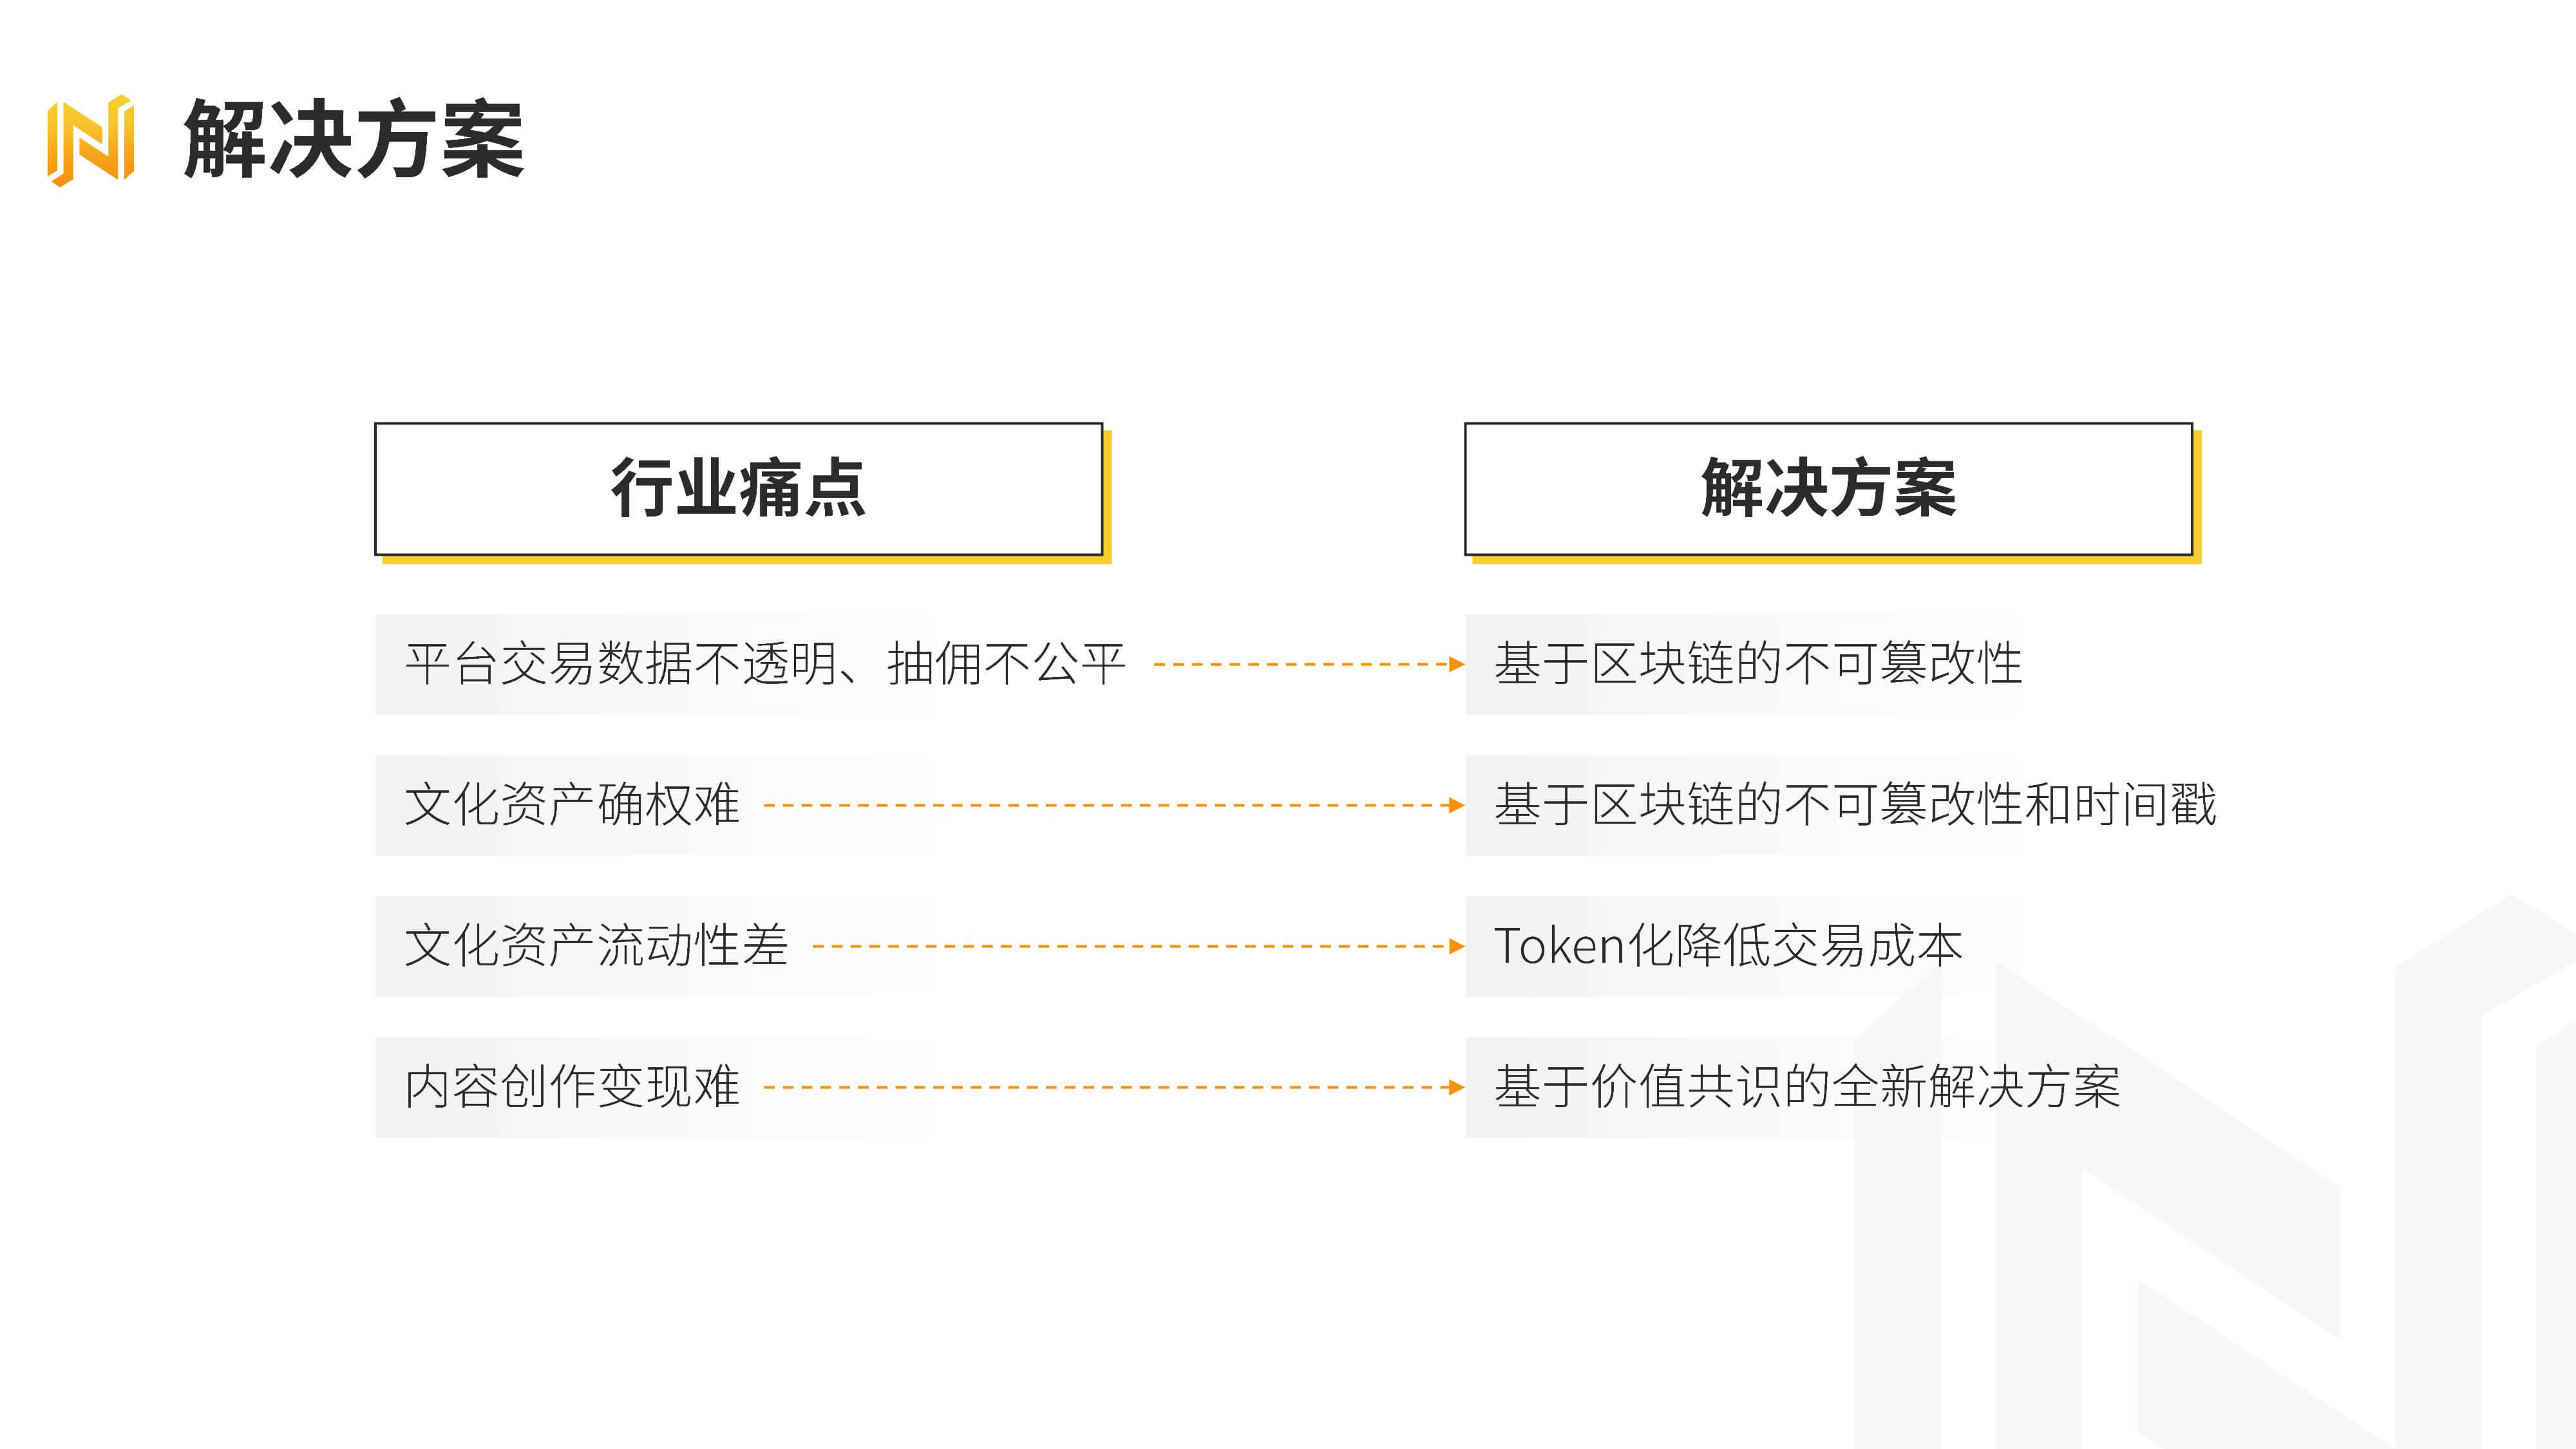 解决方案
行业痛点
解决方案
平台交易数据不透明、抽佣不公平
基于区块链的不可篡改性
文化资产确权难
基于区块链的不可篡改性和时间戳
文化资产流动性差
Token化降低交易成本
内容创作变现难
基于价值共识的全新解决方案